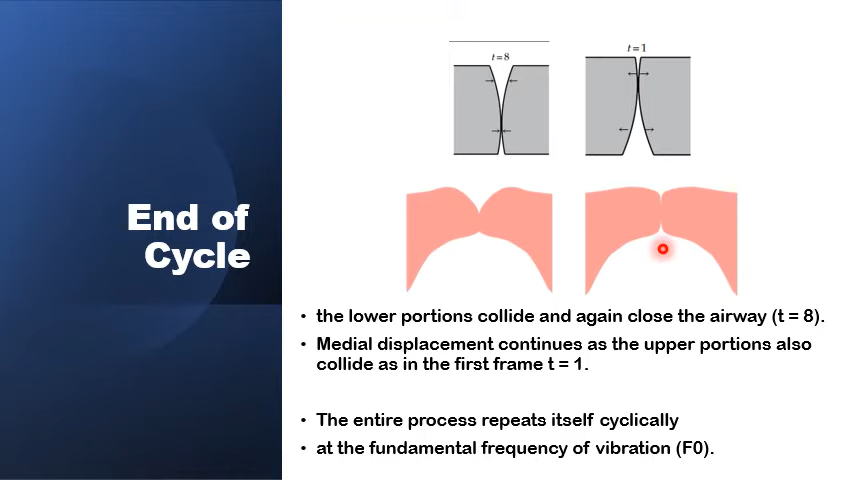 End of
Cycle
t=8
t=1
• the lower portions collide and again close the airway (t = 8).
• Medial displacement continues as the upper portions also
collide as in the first frame t = 1.
• The entire process repeats itself cyclically
• at the fundamental frequency of vibration (F0).